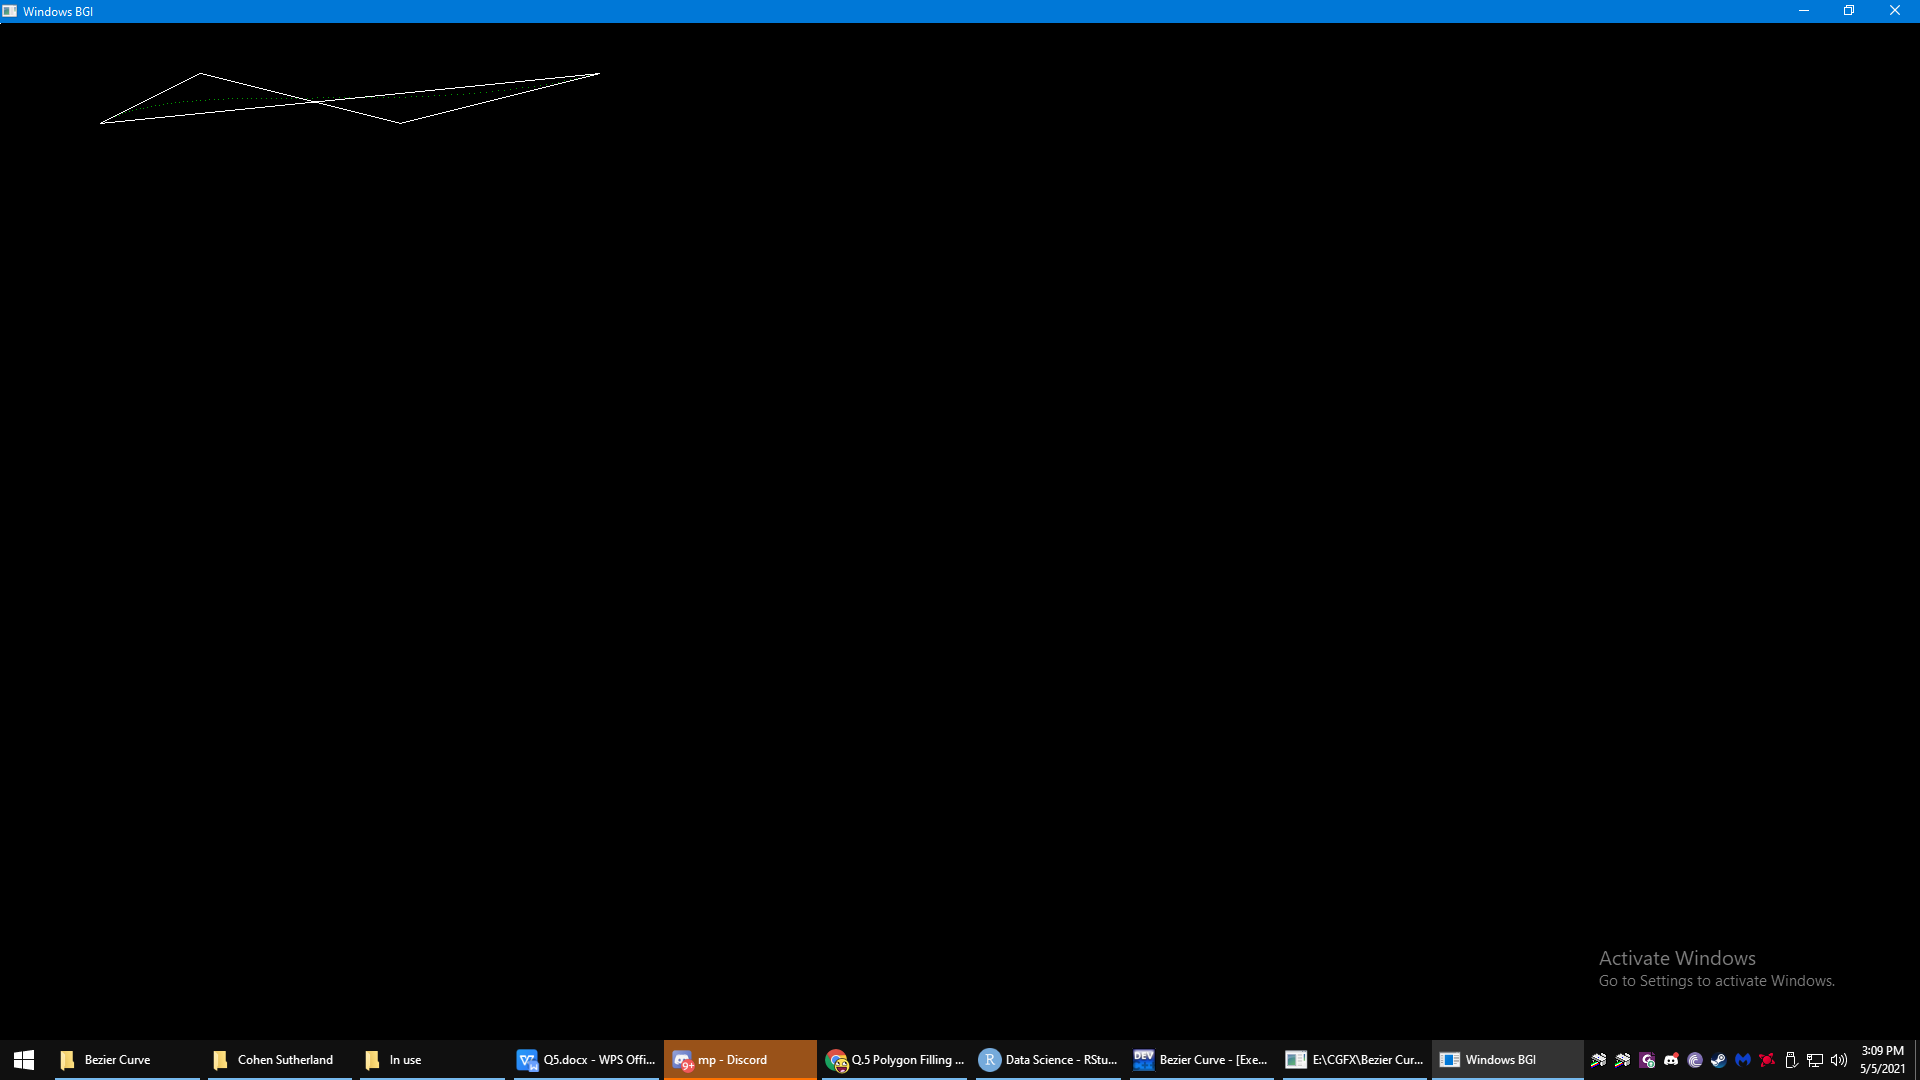 Windows BGI
Activate Windows
Go to Settings to activate Windows.
Bezier Curve
Cohen Sutherland
In use
Q5.docx - WPS Offi...
9+
mp - Discord
Q.5 Polygon Filling ...
R
Data Science - RStu...
DEV
Bezier Curve - [Exe...
E:\CGFX\Bezier Cur...
Windows BGI
3:09 PM
5/5/2021